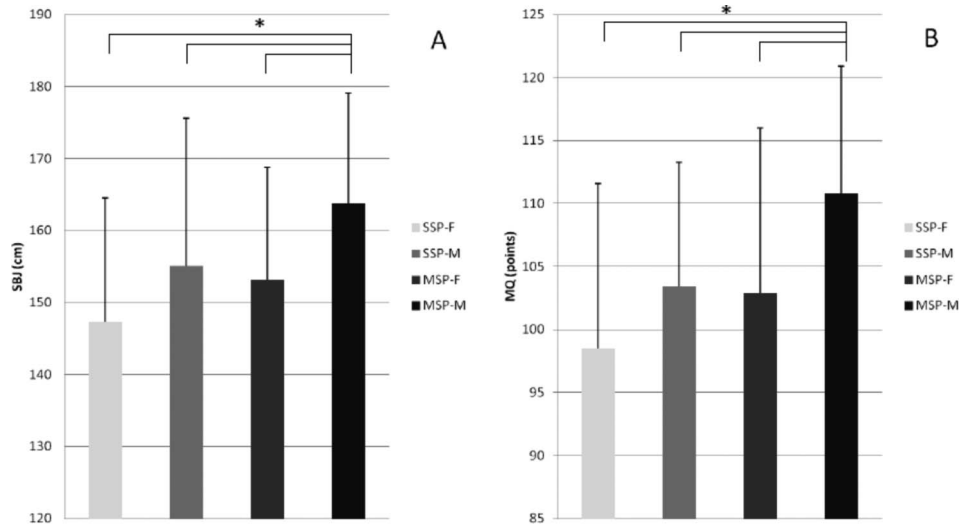 190
180
170
160
150
140
130
120
SBJ (cm)
*
A
SSP-F
SSP-M
MSP-F
MSP-M
125
120
115
110
105
100
95
90
85
MQ (points)
*
B
SSP-F
SSP-M
MSP-F
MSP-M